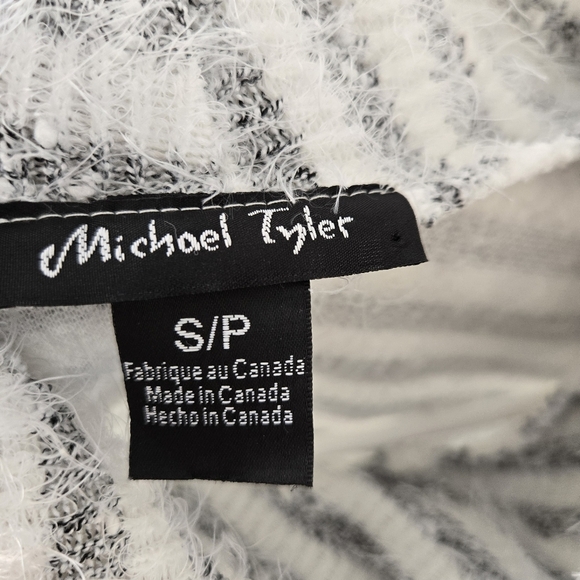 Michael Tyler
S/P
Fabrique au Canada
Made in Canada
Hecho in Canada